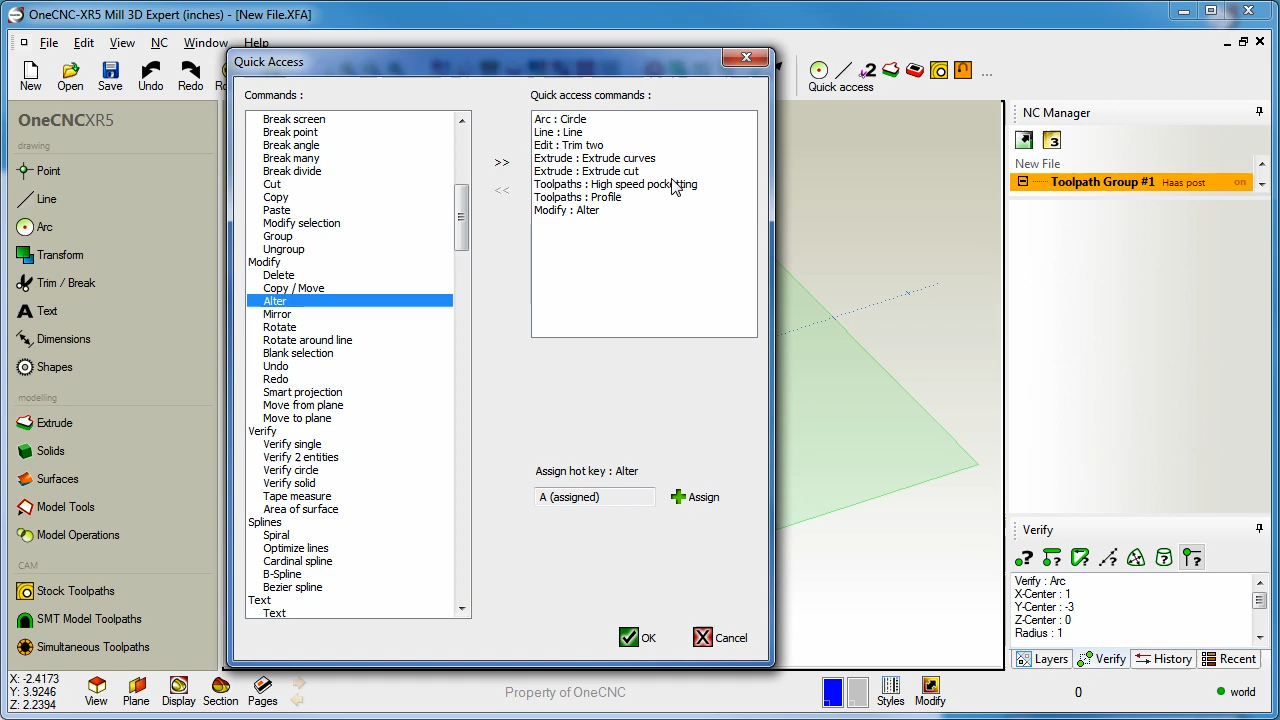 OneCNC-XR5 Mill 3D Expert (inches) - [New File.XFA]
File Edit View NC Window Help
New Open Save Undo Redo
Quick access
OneCNCXR5
drawing
Point
Line
Arc
Transform
Trim / Break
Text
Dimensions
Shapes
modelling
Extrude
Solids
Surfaces
Model Tools
Model Operations
CAM
Stock Toolpaths
SMT Model Toolpaths
Simultaneous Toolpaths
Quick Access
Commands :
Break screen
Break point
Break angle
Break many
Break divide
Cut
Copy
Paste
Modify selection
Group
Ungroup
Modify
Delete
Copy / Move
Alter
Mirror
Rotate
Rotate around line
Blank selection
Undo
Redo
Smart projection
Move from plane
Move to plane
Verify
Verify single
Verify 2 entities
Verify circle
Verify solid
Tape measure
Area of surface
Splines
Spiral
Optimize lines
Cardinal spline
B-Spline
Bezier spline
Text
Text
>>
<<
Quick access commands :
Arc : Circle
Line : Line
Edit : Trim two
Extrude : Extrude curves
Extrude : Extrude cut
Toolpaths : High speed pocketting
Toolpaths : Profile
Modify : Alter
Assign hot key : Alter
A (assigned) Assign
OK Cancel
NC Manager
New File
Toolpath Group #1 Haas post on
Verify
Verify : Arc
X-Center : 1
Y-Center : -3
Z-Center : 0
Radius : 1
Layers Verify History Recent
X: -2.4173
Y: 3.9246
Z: 2.2394
View Plane Display Section Pages
Property of OneCNC
Styles Modify
0
world